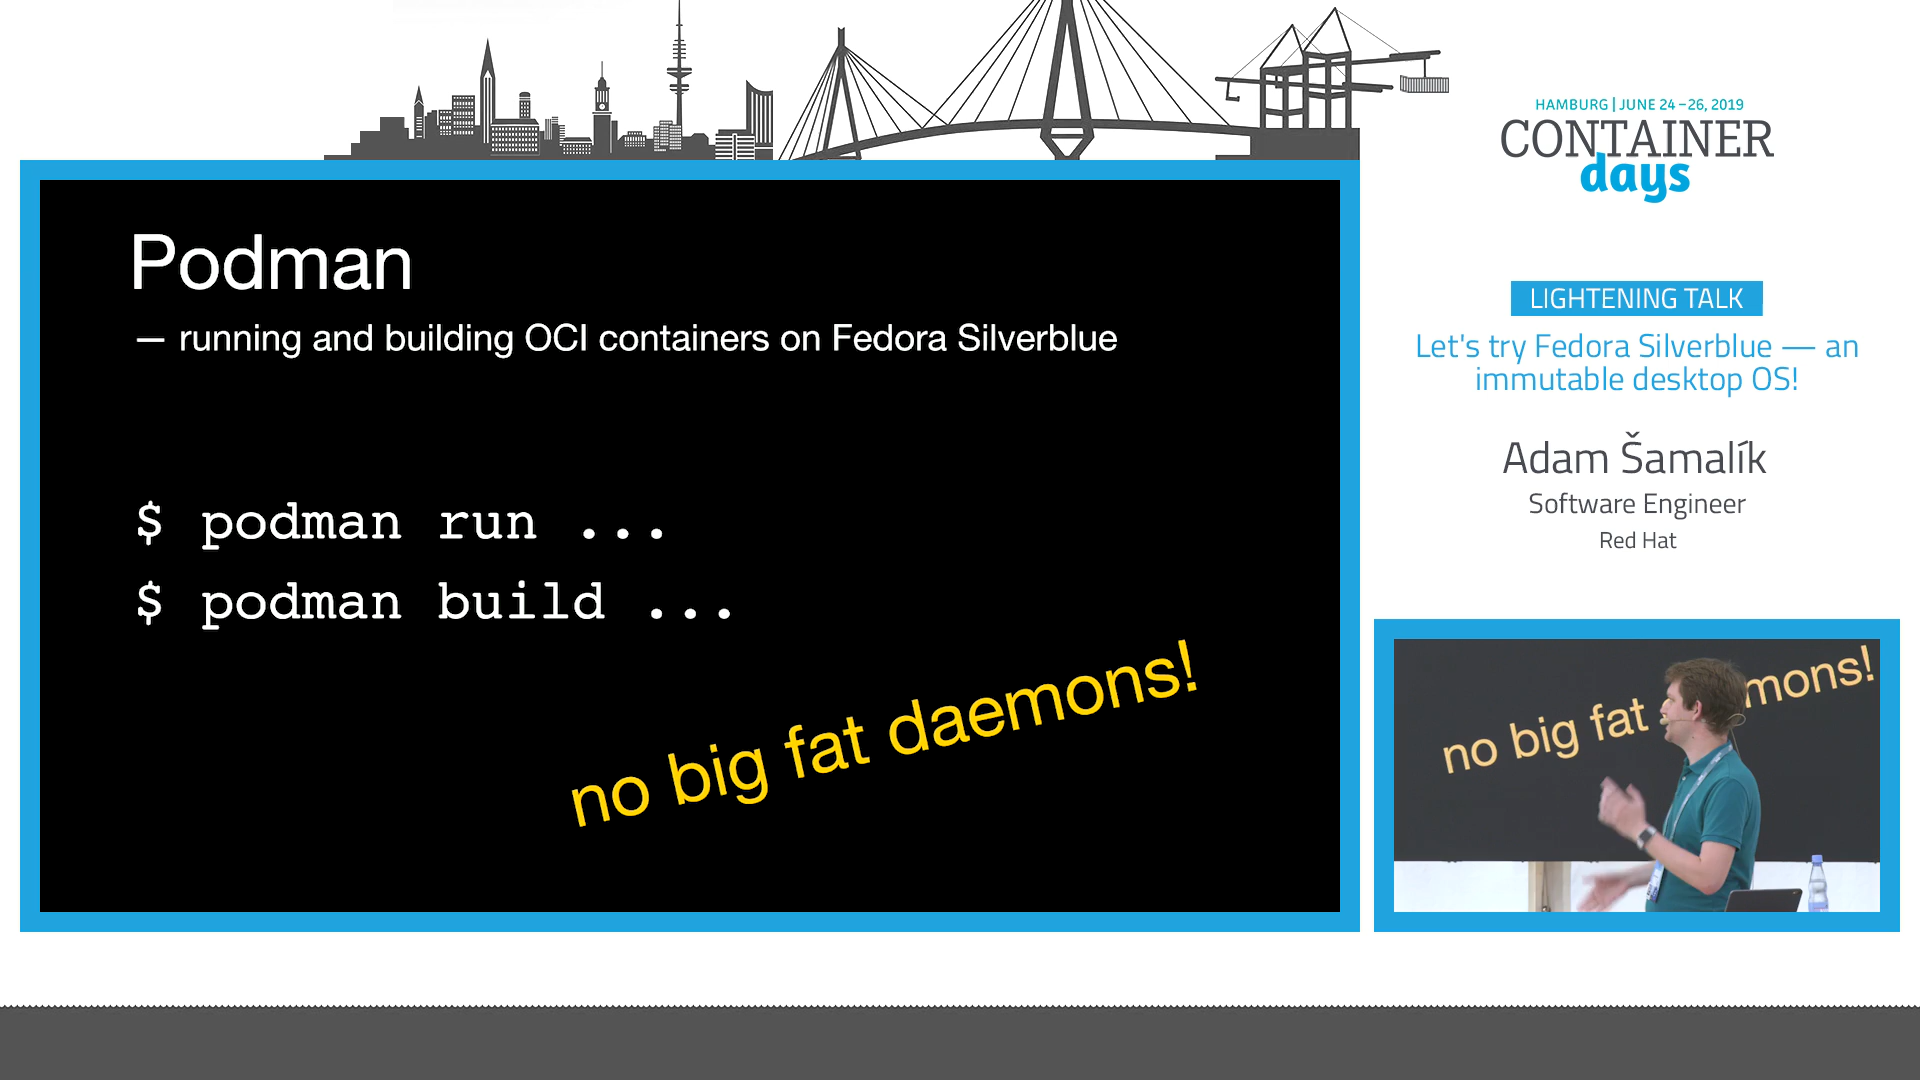 HAMBURG | JUNE 24 – 26, 2019
CONTAINER
days
Podman
— running and building OCI containers on Fedora Silverblue
$ podman run ...
$ podman build ...
no big fat daemons!
LIGHTENING TALK
Let's try Fedora Silverblue — an
immutable desktop OS!
Adam Šamalík
Software Engineer
Red Hat
no big fat mons!